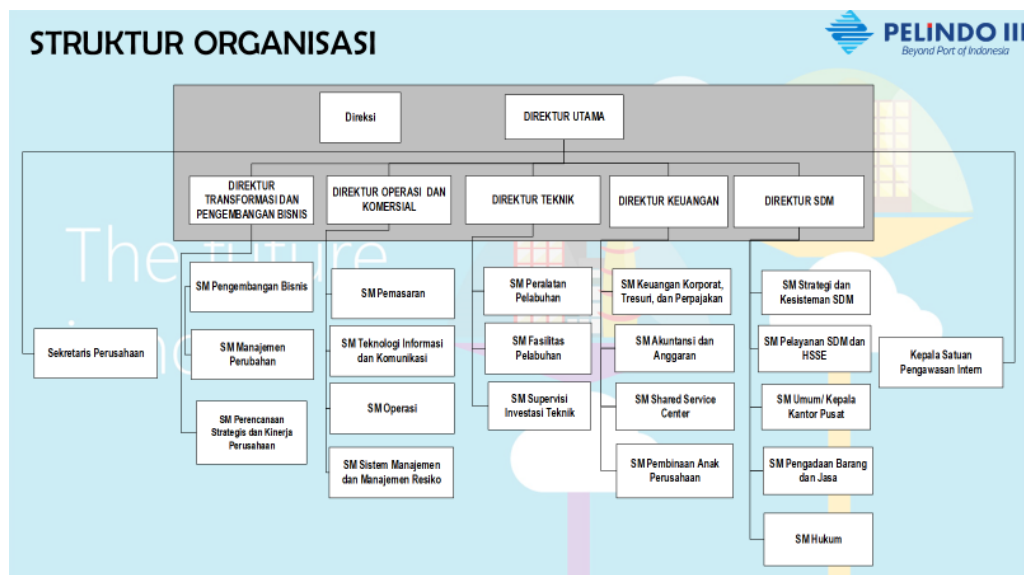 STRUKTUR ORGANISASI
PELINDO III
Beyond Port of Indonesia
Direksi
DIREKTUR UTAMA
DIREKTUR
TRANSFORMASI DAN
PENGEMBANGAN BISNIS
DIREKTUR OPERASI DAN
KOMERSIAL
DIREKTUR TEKNIK
DIREKTUR KEUANGAN
DIREKTUR SDM
The future
Sekretaris Perusahaan
SM Pengembangan Bisnis
SM Manajemen
Perubahan
SM Perencanaan
Strategis dan Kinerja
Perusahaan
SM Pemasaran
SM Teknologi Informasi
dan Komunikasi
SM Operasi
SM Sistem Manajemen
dan Manajemen Resiko
SM Peralatan
Pelabuhan
SM Fasilitas
Pelabuhan
SM Supervisi
Investasi Teknik
SM Keuangan Korporat,
Tresuri, dan Perpajakan
SM Akuntansi dan
Anggaran
SM Shared Service
Center
SM Pembinaan Anak
Perusahaan
SM Strategi dan
Kesisteman SDM
SM Pelayanan SDM dan
HSSE
SM Umum/ Kepala
Kantor Pusat
SM Pengadaan Barang
dan Jasa
SM Hukum
Kepala Satuan
Pengawasan Intern